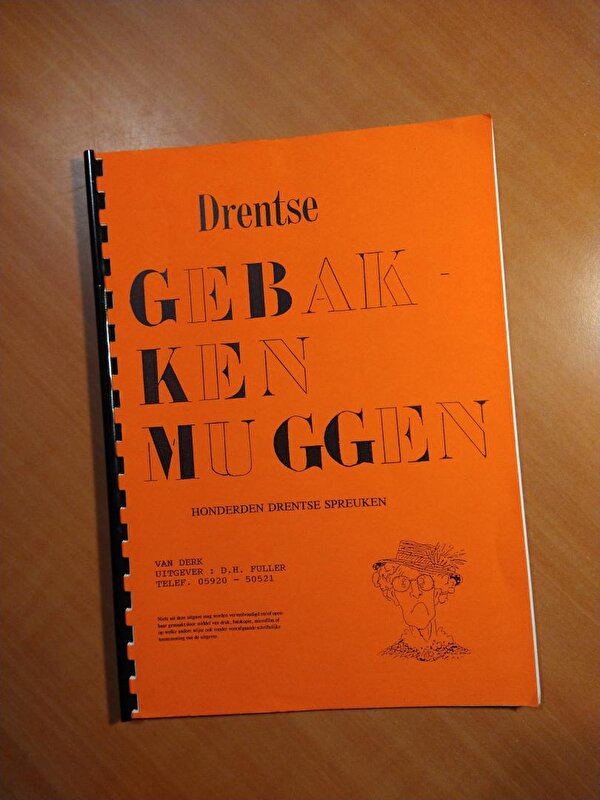 Drentse
GEBAK-
KEN
MUGGEN
HONDERDEN DRENTSE SPREUKEN
VAN DERK
UITGEVER : D.H. FULLER
TELEF. 05920 - 50521
Niets uit deze uitgave mag worden verveelvoudigd en/of open-
baar gemaakt door middel van druk, fotokopie, microfilm of
op welke andere wijze ook zonder voorafgaande schriftelijke
toestemming van de uitgever.